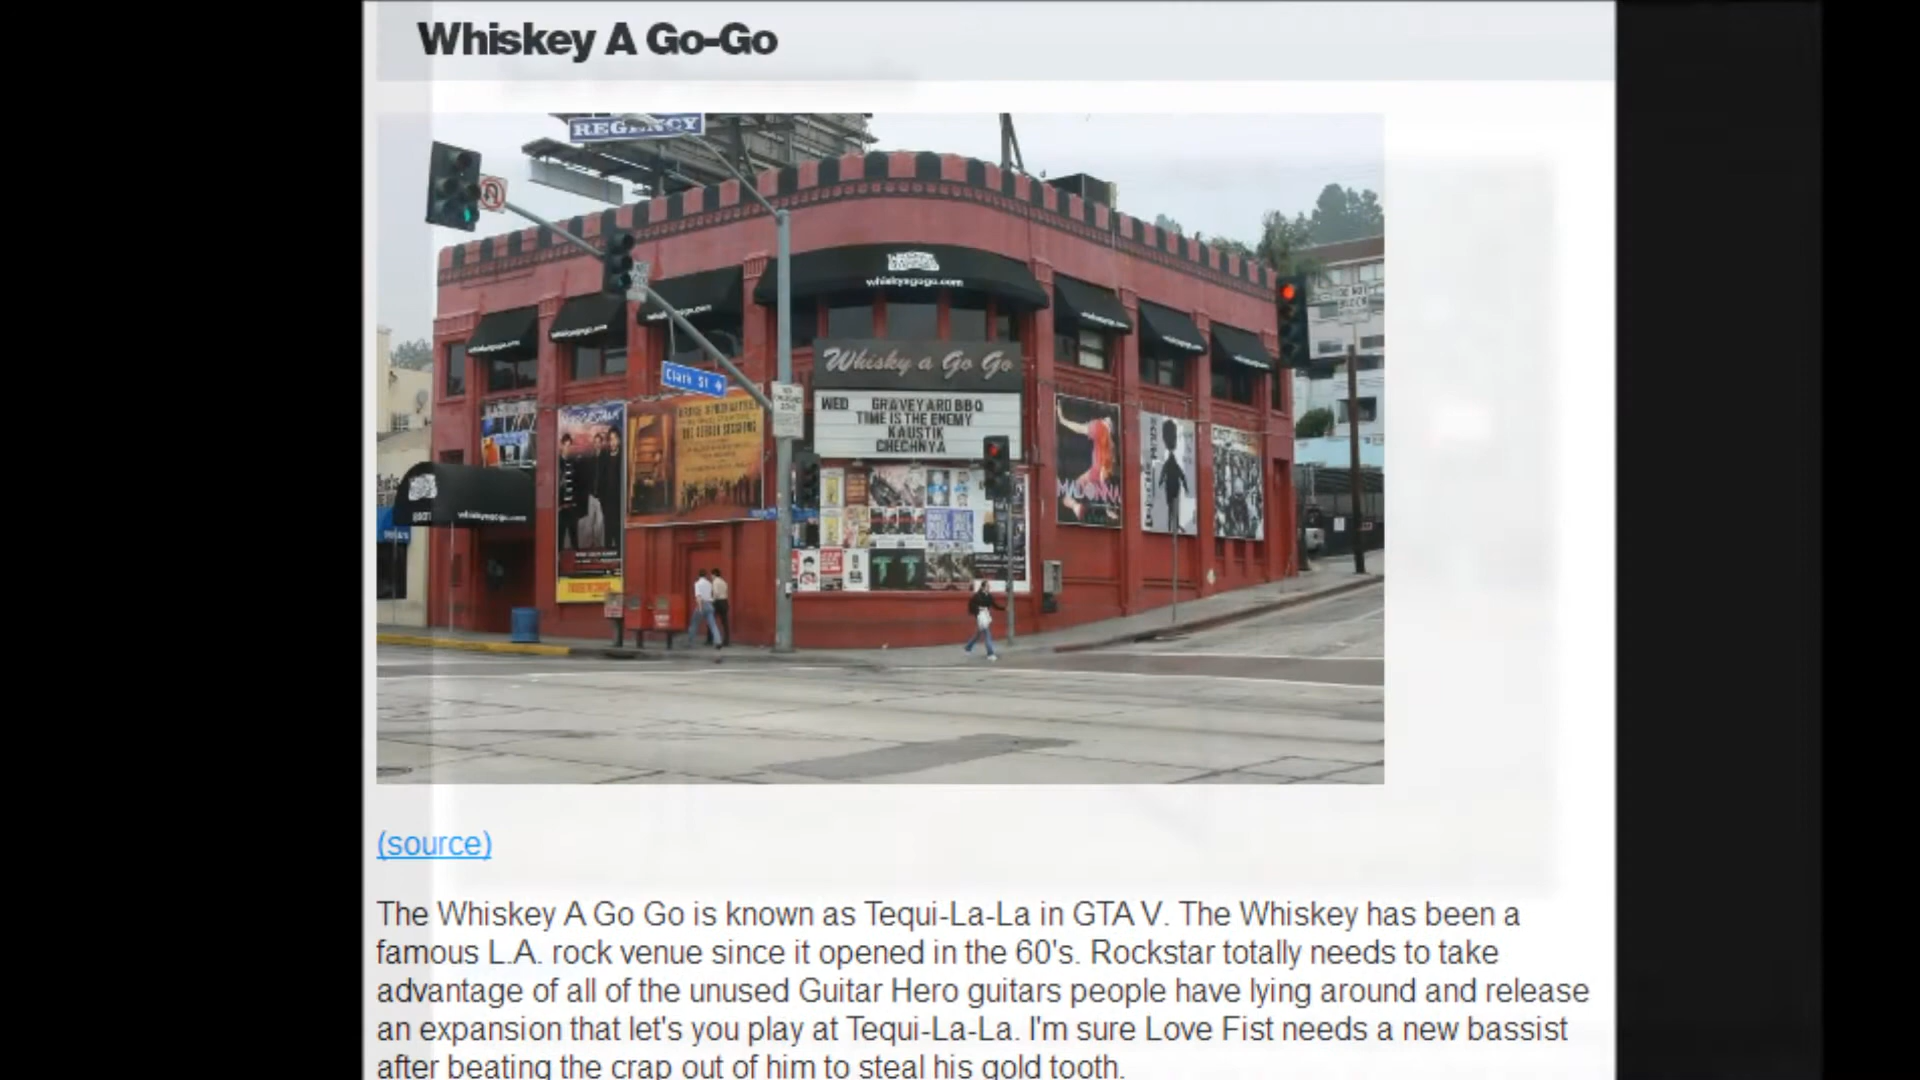 Whiskey A Go-Go
REGENCY
whiskyagogo.com
Whisky a Go Go
Clark St
WED GRAVEYARD BBQ
TIME IS THE ENEMY
KAUSTIK
CHECHNYA
MADONNA
whiskyagogo.com
(source)
The Whiskey A Go Go is known as Tequi-La-La in GTA V. The Whiskey has been a
famous L.A. rock venue since it opened in the 60's. Rockstar totally needs to take
advantage of all of the unused Guitar Hero guitars people have lying around and release
an expansion that let's you play at Tequi-La-La. I'm sure Love Fist needs a new bassist
after beating the crap out of him to steal his gold tooth.